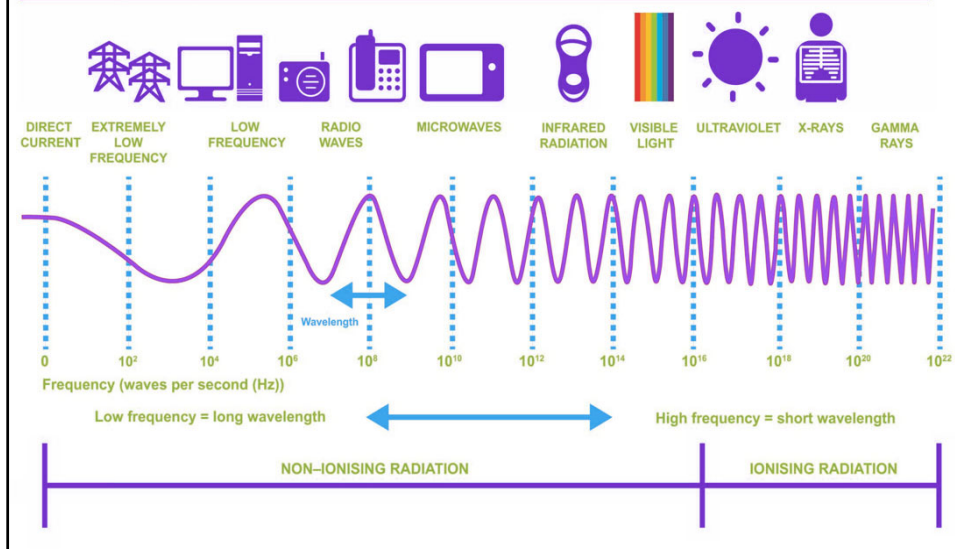 DIRECT
CURRENT
EXTREMELY
LOW
FREQUENCY
LOW
FREQUENCY
RADIO
WAVES
MICROWAVES
INFRARED
RADIATION
VISIBLE
LIGHT
ULTRAVIOLET
X-RAYS
GAMMA
RAYS
Wavelength
0 10² 10⁴ 10⁶ 10⁸ 10¹⁰ 10¹² 10¹⁴ 10¹⁶ 10¹⁸ 10²⁰ 10²²
Frequency (waves per second (Hz))
Low frequency = long wavelength
High frequency = short wavelength
NON–IONISING RADIATION
IONISING RADIATION